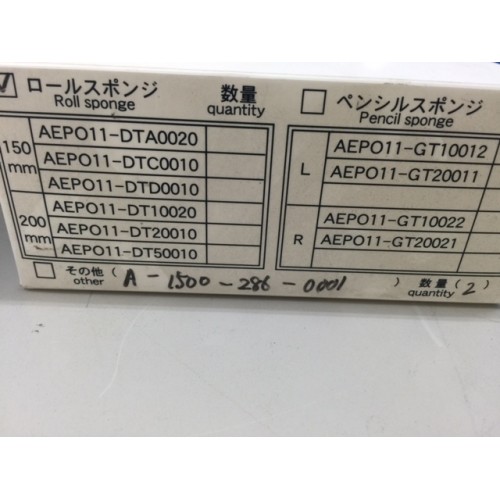 ☑ ロールスポンジ 数量 ☐ ペンシルスポンジ
Roll sponge quantity Pencil sponge
150 mm AEPO11-DTA0020
AEPO11-DTC0010
AEPO11-DTD0010
200 mm AEPO11-DT10020
AEPO11-DT20010
AEPO11-DT50010
L AEPO11-GT10012
AEPO11-GT20011
R AEPO11-GT10022
AEPO11-GT20021
☐ その他 ( A-1500-286-0001 ) 数量 ( 2 )
other quantity